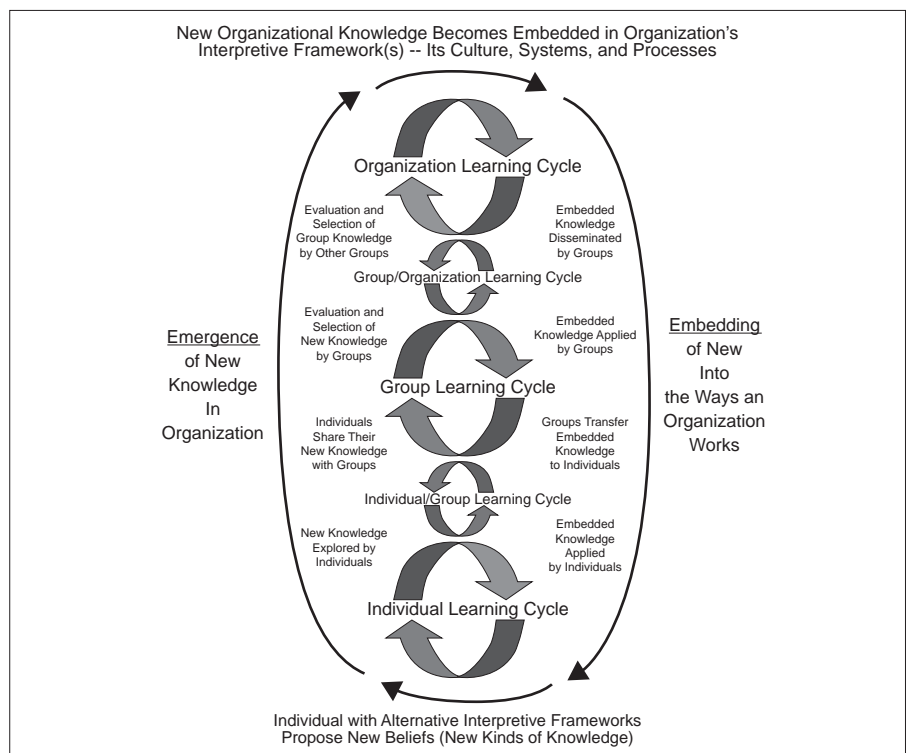 New Organizational Knowledge Becomes Embedded in Organization's
Interpretive Framework(s) -- Its Culture, Systems, and Processes
Organization Learning Cycle
Evaluation and
Selection of
Group Knowledge
by Other Groups
Embedded
Knowledge
Disseminated
by Groups
Group/Organization Learning Cycle
Evaluation and
Selection of
New Knowledge
by Groups
Embedded
Knowledge Applied
by Groups
Emergence
of New
Knowledge
In
Organization
Embedding
of New
Into
the Ways an
Organization
Works
Group Learning Cycle
Individuals
Share Their
New Knowledge
with Groups
Groups Transfer
Embedded
Knowledge
to Individuals
Individual/Group Learning Cycle
New Knowledge
Explored by
Individuals
Embedded
Knowledge
Applied
by Individuals
Individual Learning Cycle
Individual with Alternative Interpretive Frameworks
Propose New Beliefs (New Kinds of Knowledge)